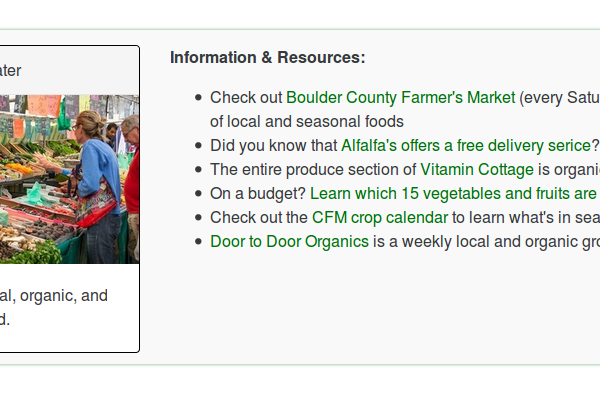 ater
al, organic, and
d.
Information & Resources:
Check out Boulder County Farmer's Market (every Satu
of local and seasonal foods
Did you know that Alfalfa's offers a free delivery serice?
The entire produce section of Vitamin Cottage is organi
On a budget? Learn which 15 vegetables and fruits are
Check out the CFM crop calendar to learn what's in sea
Door to Door Organics is a weekly local and organic gro